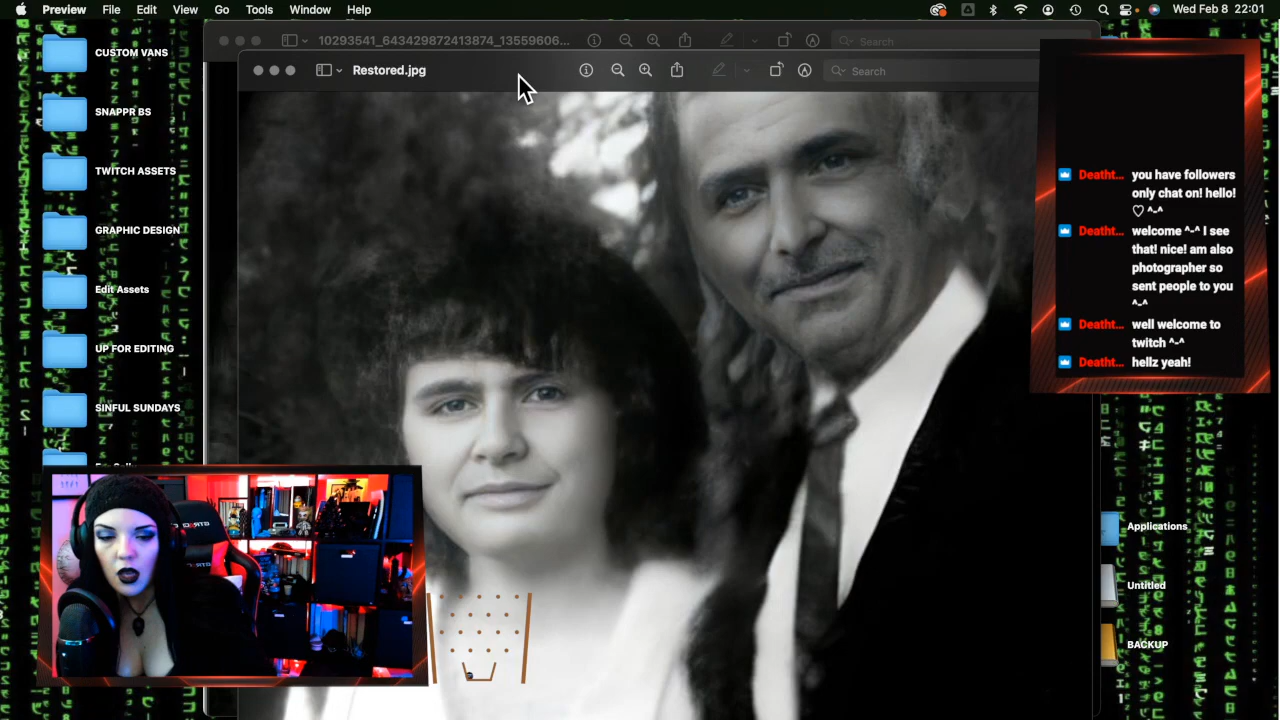 Preview File Edit View Go Tools Window Help
Wed Feb 8 22:01
CUSTOM VANS
SNAPPR BS
TWITCH ASSETS
GRAPHIC DESIGN
Edit Assets
UP FOR EDITING
SINFUL SUNDAYS
10293541_643429872413874_13559606...
Search
Restored.jpg
Search
Deatht... you have followers
only chat on! hello!
♡ ^-^
Deatht... welcome ^-^ I see
that! nice! am also
photographer so
sent people to you
^-^
Deatht... well welcome to
twitch ^-^
Deatht... hellz yeah!
Applications
Untitled
BACKUP